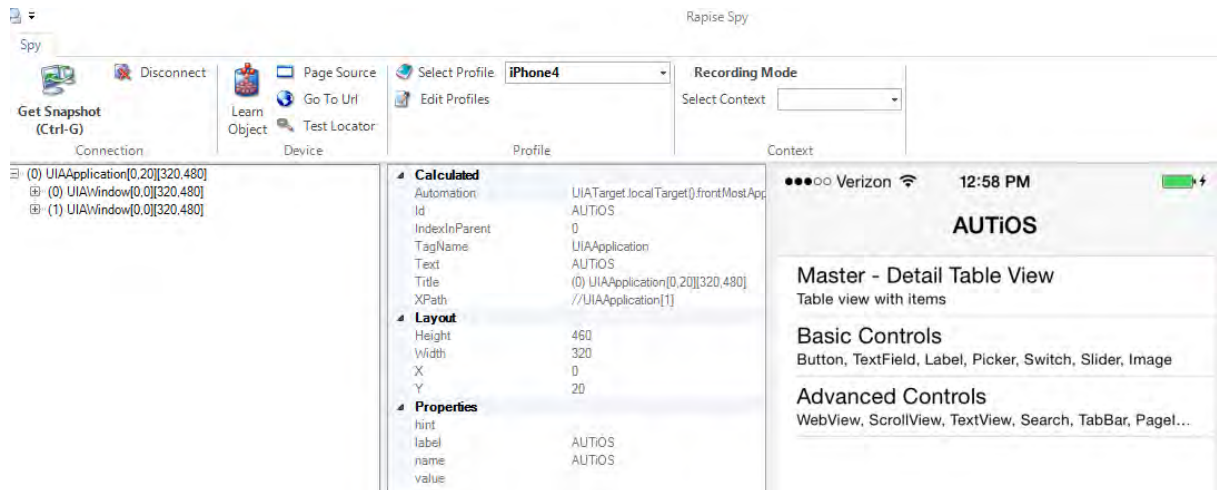 Rapise Spy
Spy
Get Snapshot
(Ctrl-G)
Disconnect
Connection
Learn
Object
Page Source
Go To Url
Test Locator
Device
Select Profile iPhone4
Edit Profiles
Profile
Recording Mode
Select Context
Context
(0) UIAApplication[0,20][320,480]
(0) UIAWindow[0,0][320,480]
(1) UIAWindow[0,0][320,480]
Calculated
Automation UIATarget.localTarget().frontMostApp
Id AUTiOS
IndexInParent 0
TagName UIAApplication
Text AUTiOS
Title (0) UIAApplication[0,20][320,480]
XPath //UIAApplication[1]
Layout
Height 460
Width 320
X 0
Y 20
Properties
hint
label AUTiOS
name AUTiOS
value
Verizon 12:58 PM
AUTiOS
Master - Detail Table View
Table view with items
Basic Controls
Button, TextField, Label, Picker, Switch, Slider, Image
Advanced Controls
WebView, ScrollView, TextView, Search, TabBar, PageI...